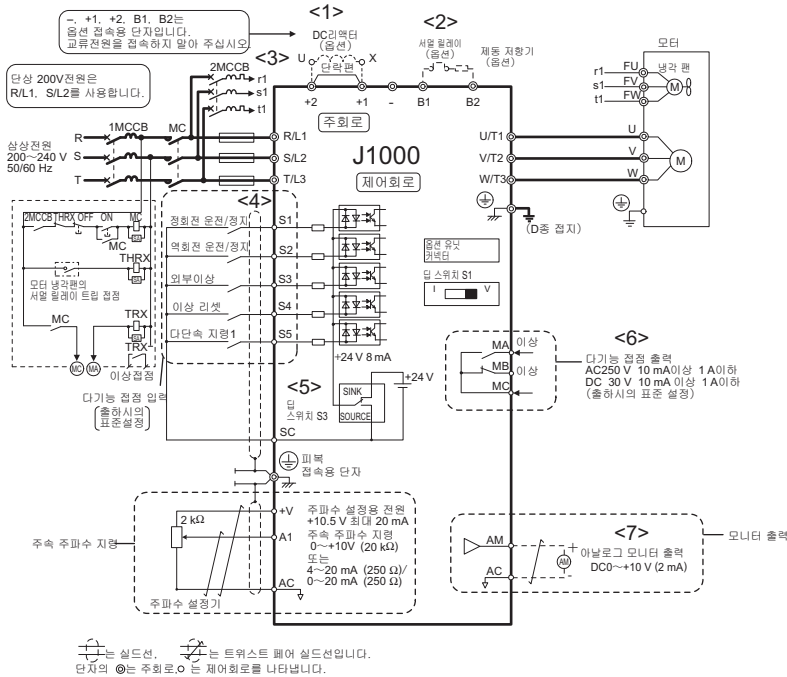 –, +1, +2, B1, B2는
옵션 접속용 단자입니다.
교류전원을 접속하지 말아 주십시오.
<1>
DC리액터
(옵션)
U
X
단락편
<2>
서멀 릴레이
(옵션)
제동 저항기
(옵션)
<3>
2MCCB
r1
s1
t1
단상 200V전원은
R/L1, S/L2를 사용합니다.
+2
+1
–
B1
B2
주회로
J1000
제어회로
모터
냉각 팬
r1
FU
s1
FV
t1
FW
M
U
V
W
M
삼상전원
200~240 V
50/60 Hz
R
S
T
1MCCB
MC
R/L1
S/L2
T/L3
U/T1
V/T2
W/T3
(D종 접지)
2MCCB
THRX
OFF
ON
MC
SA
MC
THRX
SA
모터 냉각팬의
서멀 릴레이 트립 접점
MC
TRX
SA
TRX
MC
MA
이상접점
<4>
정회전 운전/정지
S1
역회전 운전/정지
S2
외부이상
S3
이상 리셋
S4
다단속 지령1
S5
다기능 접점 입력
(출하시의
표준설정)
옵션 유닛
커넥터
딥 스위치 S1
I
V
+24 V 8 mA
<5>
딥
스위치 S3
SINK
SOURCE
+24 V
SC
피복
접속용 단자
<6>
MA
이상
MB
이상
MC
다기능 접점 출력
AC250 V 10 mA이상 1 A이하
DC 30 V 10 mA 이상 1 A이하
(출하시의 표준 설정)
주속 주파수 지령
2 kΩ
주파수 설정기
+V
주파수 설정용 전원
+10.5 V 최대 20 mA
A1
주속 주파수 지령
0~+10V (20 kΩ)
또는
4~20 mA (250 Ω)/
0~20 mA (250 Ω)
AC
<7>
AM
AC
+
AM
–
아날로그 모니터 출력
DC0~+10 V (2 mA)
모니터 출력
는 실드선, 는 트위스트 페어 실드선입니다.
단자의 ◎는 주회로,○ 는 제어회로를 나타냅니다.